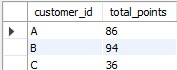 customer_id total_points
A 86
B 94
C 36